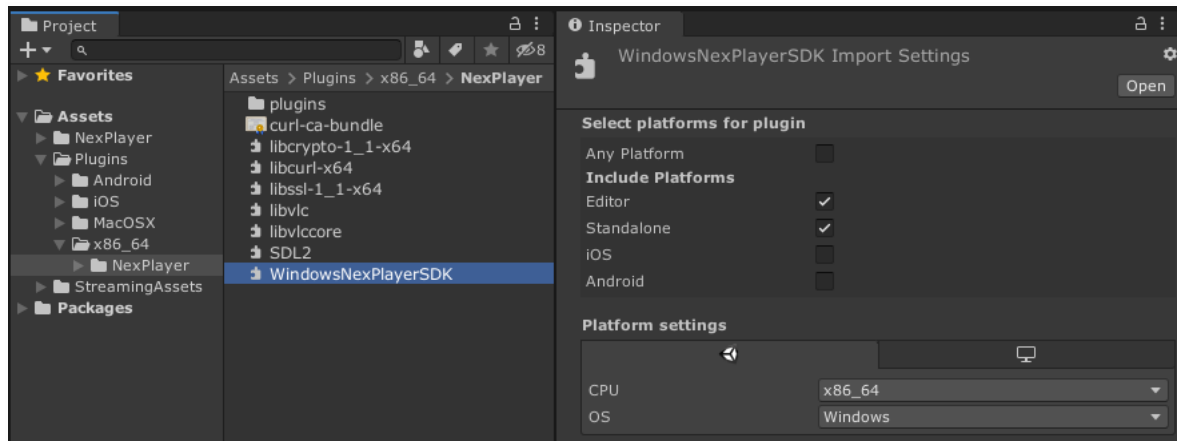 Project
8
Favorites
Assets
NexPlayer
Plugins
Android
iOS
MacOSX
x86_64
NexPlayer
StreamingAssets
Packages
Assets > Plugins > x86_64 > NexPlayer
plugins
curl-ca-bundle
libcrypto-1_1-x64
libcurl-x64
libssl-1_1-x64
libvlc
libvlccore
SDL2
WindowsNexPlayerSDK
Inspector
WindowsNexPlayerSDK Import Settings
Open
Select platforms for plugin
Any Platform
Include Platforms
Editor
Standalone
iOS
Android
Platform settings
CPU x86_64
OS Windows